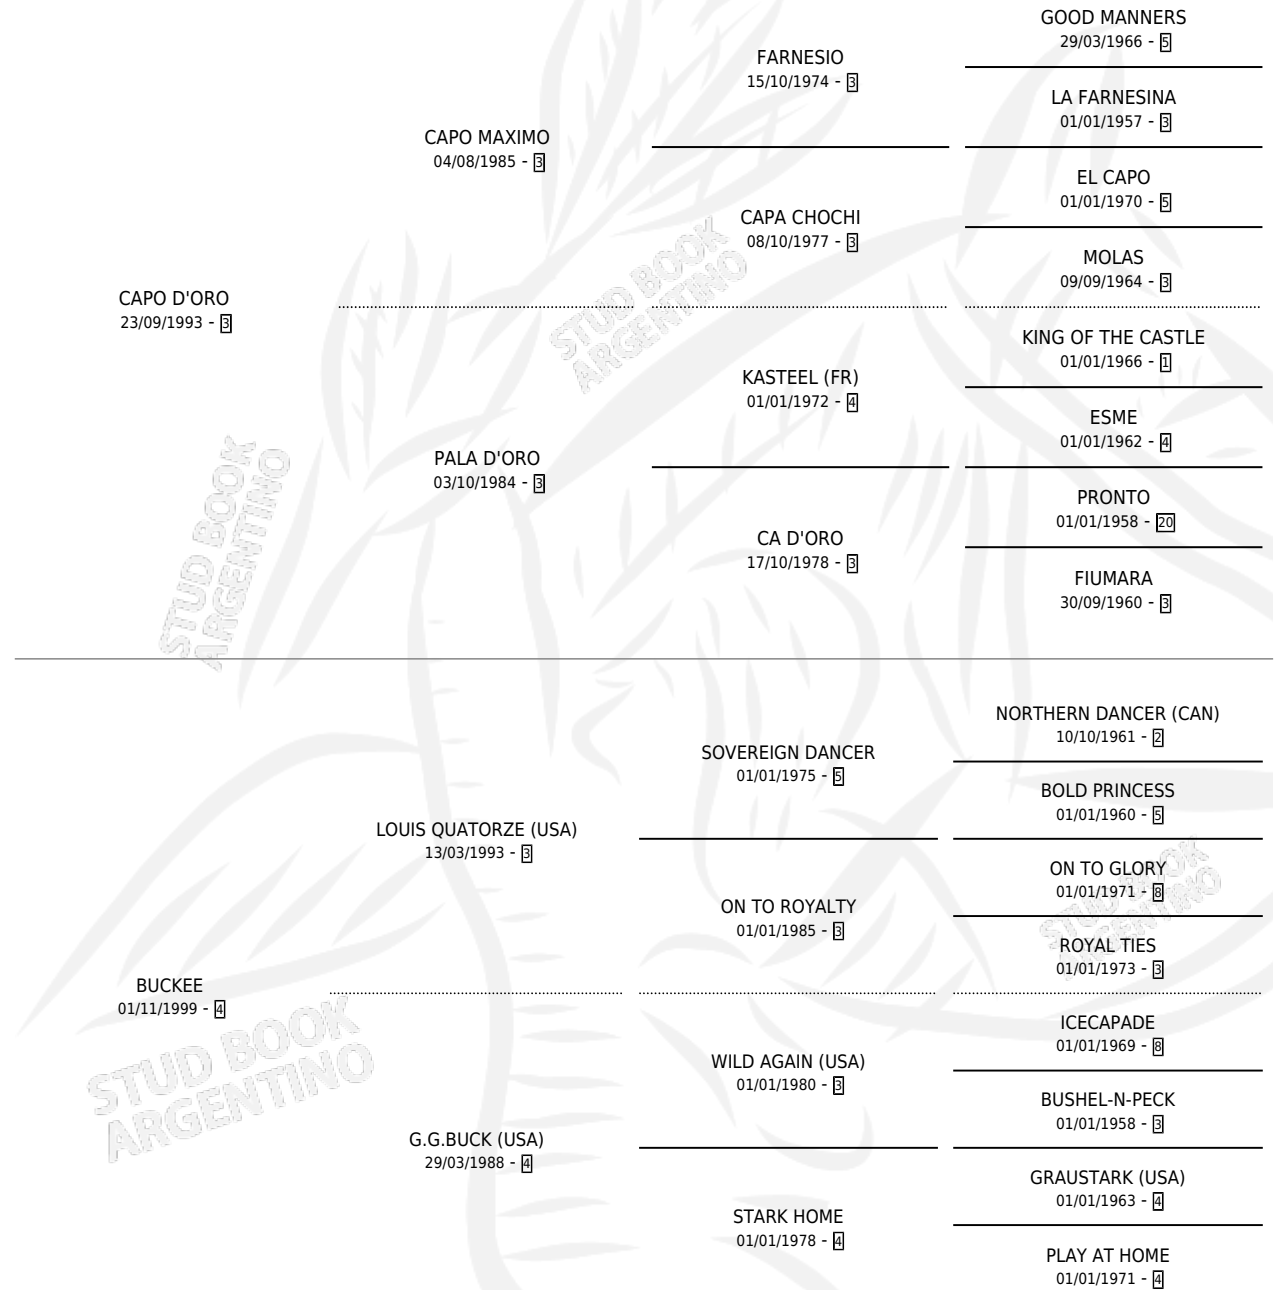 GOOD MANNERS
29/03/1966 - 5
FARNESIO
15/10/1974 - 3
LA FARNESINA
01/01/1957 - 3
CAPO MAXIMO
04/08/1985 - 3
EL CAPO
01/01/1970 - 5
CAPA CHOCHI
08/10/1977 - 3
MOLAS
09/09/1964 - 3
CAPO D'ORO
23/09/1993 - 3
KING OF THE CASTLE
01/01/1966 - 1
KASTEEL (FR)
01/01/1972 - 4
ESME
01/01/1962 - 4
PALA D'ORO
03/10/1984 - 3
PRONTO
01/01/1958 - 20
CA D'ORO
17/10/1978 - 3
FIUMARA
30/09/1960 - 3
NORTHERN DANCER (CAN)
10/10/1961 - 2
SOVEREIGN DANCER
01/01/1975 - 5
BOLD PRINCESS
01/01/1960 - 5
LOUIS QUATORZE (USA)
13/03/1993 - 3
ON TO GLORY
01/01/1971 - 8
ON TO ROYALTY
01/01/1985 - 3
ROYAL TIES
01/01/1973 - 3
BUCKEE
01/11/1999 - 4
ICECAPADE
01/01/1969 - 8
WILD AGAIN (USA)
01/01/1980 - 3
BUSHEL-N-PECK
01/01/1958 - 3
G.G.BUCK (USA)
29/03/1988 - 4
GRAUSTARK (USA)
01/01/1963 - 4
STARK HOME
01/01/1978 - 4
PLAY AT HOME
01/01/1971 - 4
STUD BOOK
ARGENTINO
STUD BOOK
ARGENTINO
STUD BOOK
ARGENTINO
STUD BOOK
ARGENTINO